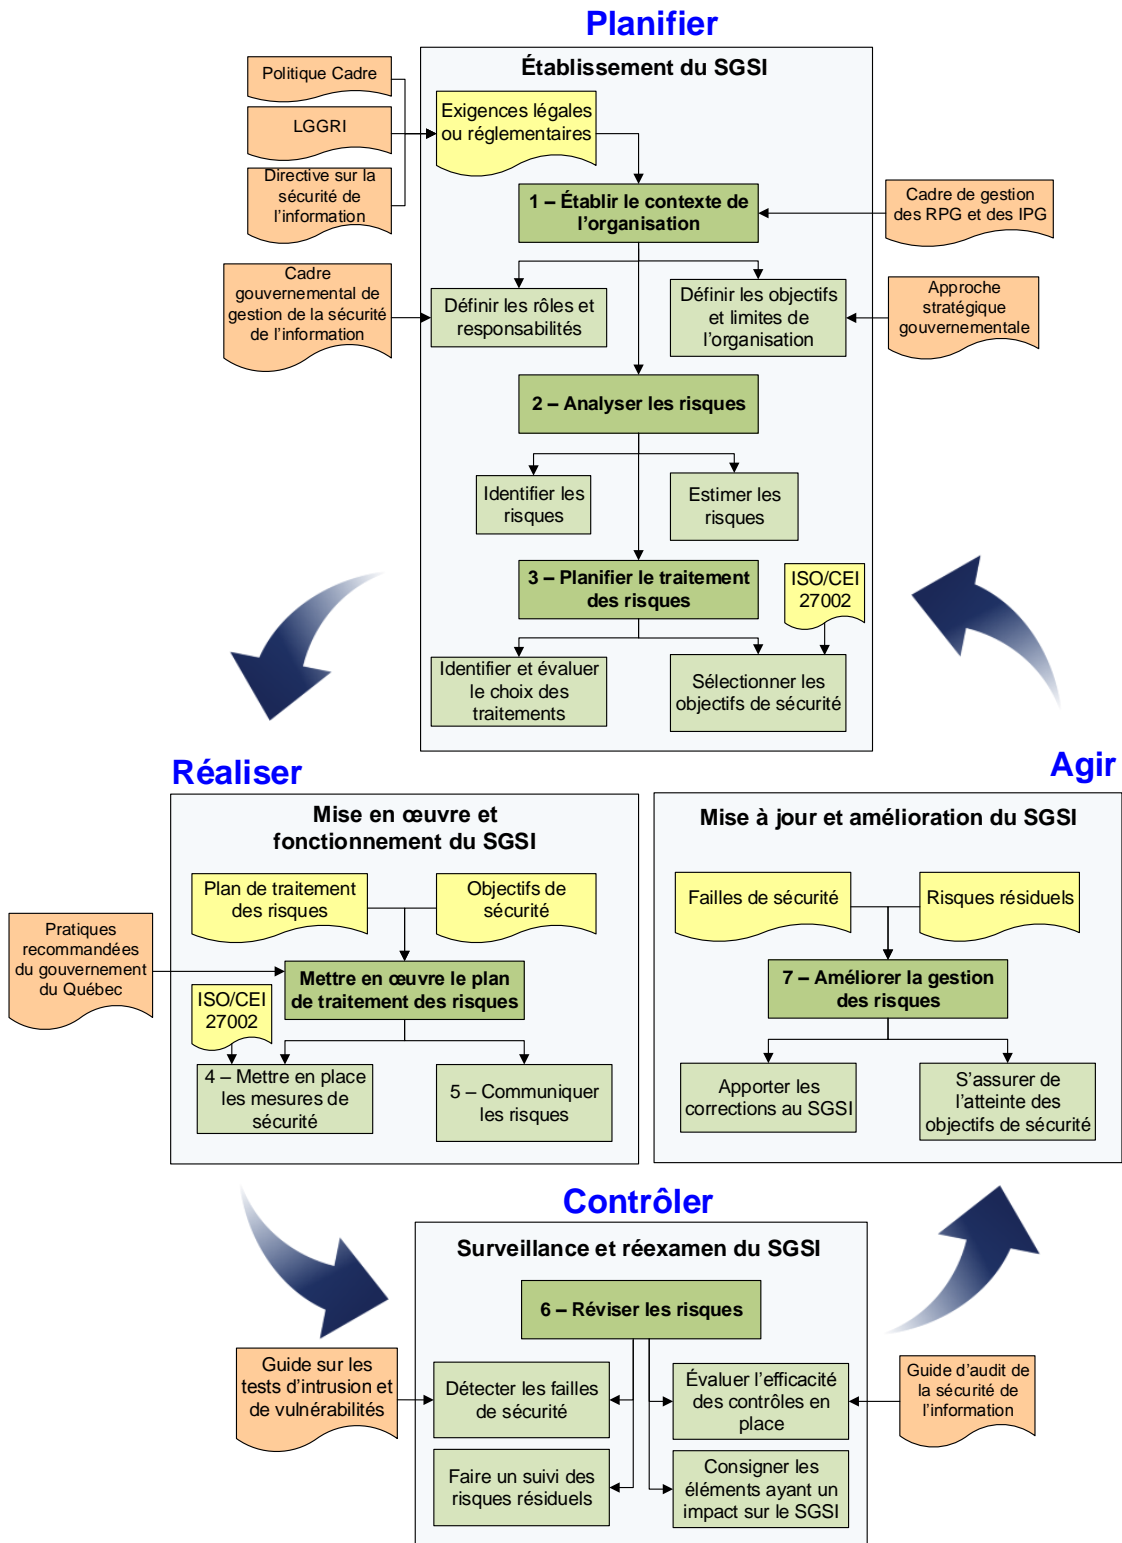 Planifier
Établissement du SGSI
Politique Cadre
LGGRI
Directive sur la
sécurité de
l’information
Exigences légales
ou réglementaires
1 – Établir le contexte de
l’organisation
Cadre de gestion
des RPG et des IPG
Cadre
gouvernemental de
gestion de la sécurité
de l’information
Définir les rôles et
responsabilités
Définir les objectifs
et limites de
l’organisation
Approche
stratégique
gouvernementale
2 – Analyser les risques
Identifier les
risques
Estimer les
risques
3 – Planifier le traitement
des risques
ISO/CEI
27002
Identifier et évaluer
le choix des
traitements
Sélectionner les
objectifs de sécurité
Réaliser
Mise en œuvre et
fonctionnement du SGSI
Plan de traitement
des risques
Objectifs de
sécurité
Pratiques
recommandées
du gouvernement
du Québec
Mettre en œuvre le plan
de traitement des risques
ISO/CEI
27002
4 – Mettre en place
les mesures de
sécurité
5 – Communiquer
les risques
Agir
Mise à jour et amélioration du SGSI
Failles de sécurité
Risques résiduels
7 – Améliorer la gestion
des risques
Apporter les
corrections au SGSI
S’assurer de
l’atteinte des
objectifs de sécurité
Contrôler
Surveillance et réexamen du SGSI
6 – Réviser les risques
Guide sur les
tests d’intrusion et
de vulnérabilités
Détecter les failles
de sécurité
Évaluer l’efficacité
des contrôles en
place
Guide d’audit de
la sécurité de
l’information
Faire un suivi des
risques résiduels
Consigner les
éléments ayant un
impact sur le SGSI